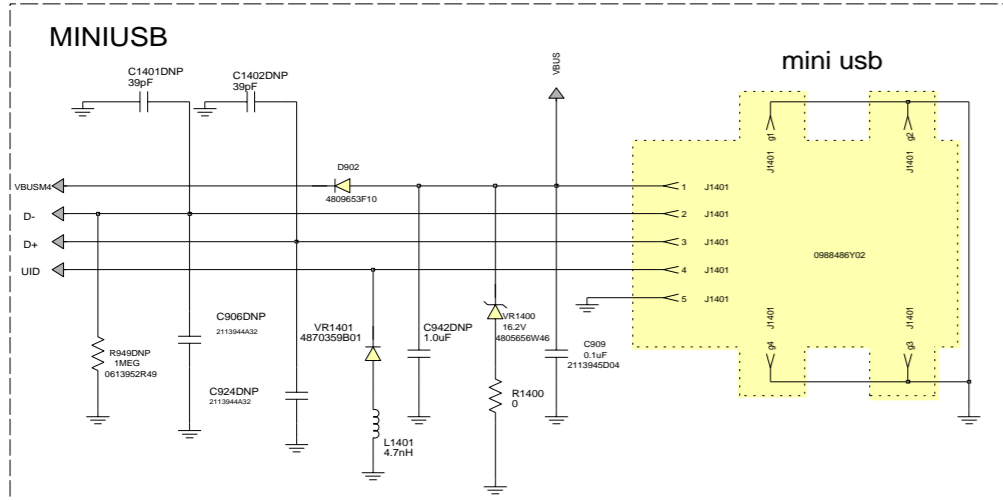 MINIUSB
mini usb
C1401DNP
39pF
C1402DNP
39pF
VBUS
g1
J1401
g2
J1401
D902
4809653F10
VBUSM4
1 J1401
D-
2 J1401
D+
3 J1401
0988486Y02
UID
4 J1401
5 J1401
C906DNP
2113944A32
VR1401
4870359B01
C942DNP
1.0uF
VR1400
16.2V
4805656W46
C909
0.1uF
2113945D04
J1401
g4
J1401
g3
R949DNP
1MEG
0613952R49
C924DNP
2113944A32
R1400
0
L1401
4.7nH